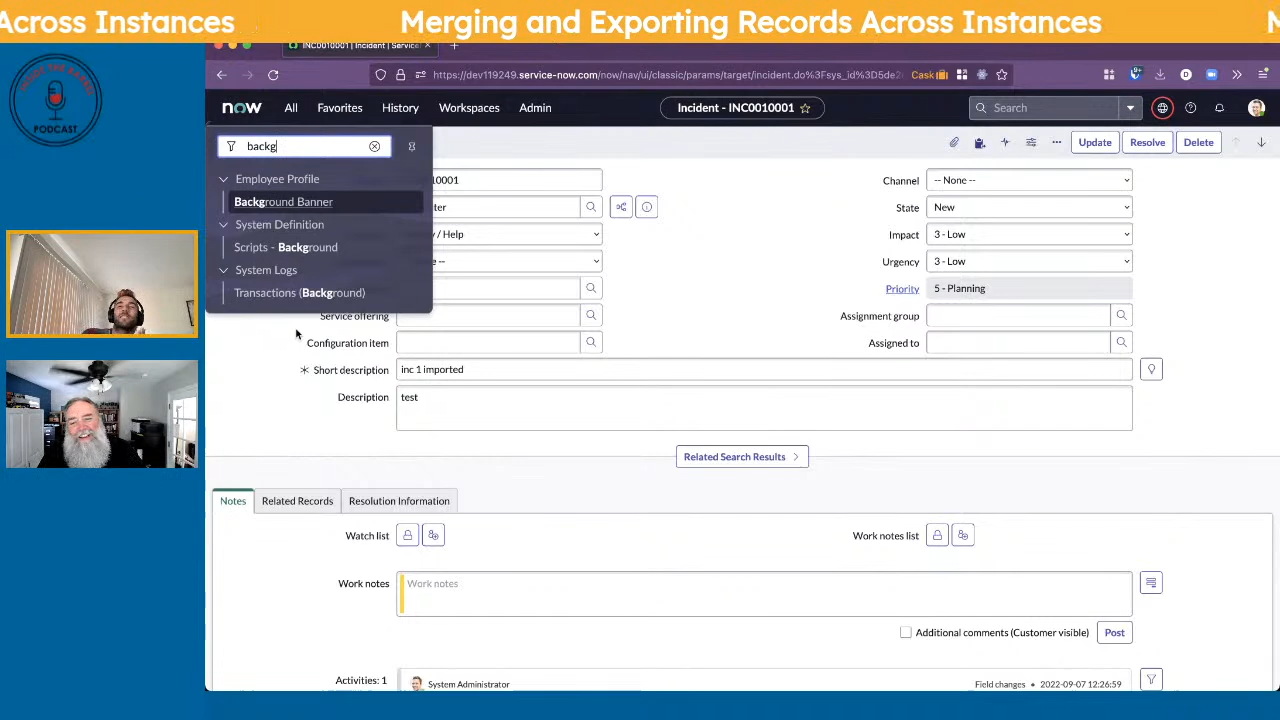 Across Instances
Merging and Exporting Records Across Instances
PODCAST
INC0010001 | Incident | Service
https://dev119249.service-now.com/now/nav/ui/classic/params/target/incident.do%3Fsys_id%3D5de2
Cask
now
All
Favorites
History
Workspaces
Admin
Incident - INC0010001
Search
backg
Update
Resolve
Delete
Employee Profile
Background Banner
System Definition
Scripts - Background
System Logs
Transactions (Background)
10001
ter
/ Help
Service offering
Configuration item
Channel
-- None --
State
New
Impact
3 - Low
Urgency
3 - Low
Priority
5 - Planning
Assignment group
Assigned to
Short description
inc 1 imported
Description
test
Related Search Results
Notes
Related Records
Resolution Information
Watch list
Work notes list
Work notes
Work notes
Additional comments (Customer visible)
Post
Activities: 1
System Administrator
Field changes • 2022-09-07 12:26:59